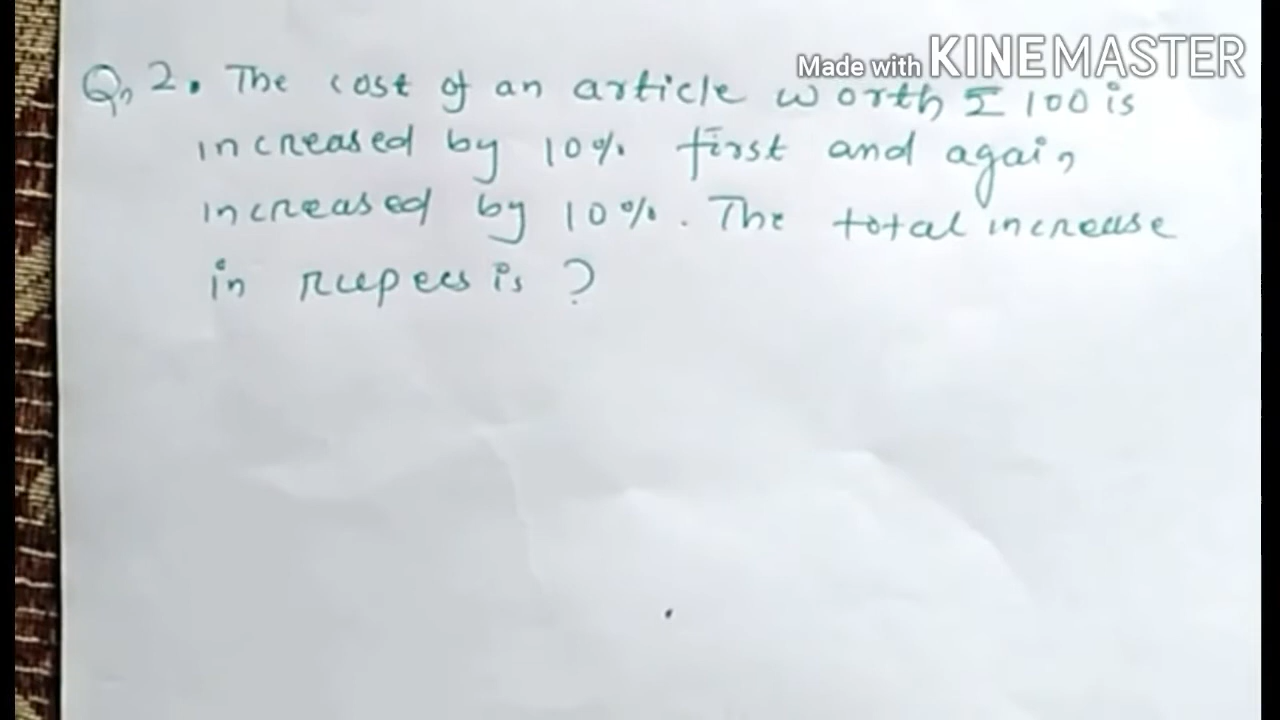 Made with KINEMASTER
Qn 2. The cost of an article worth ₹ 100 is
increased by 10% first and again
increased by 10%. The total increase
in rupees is ?